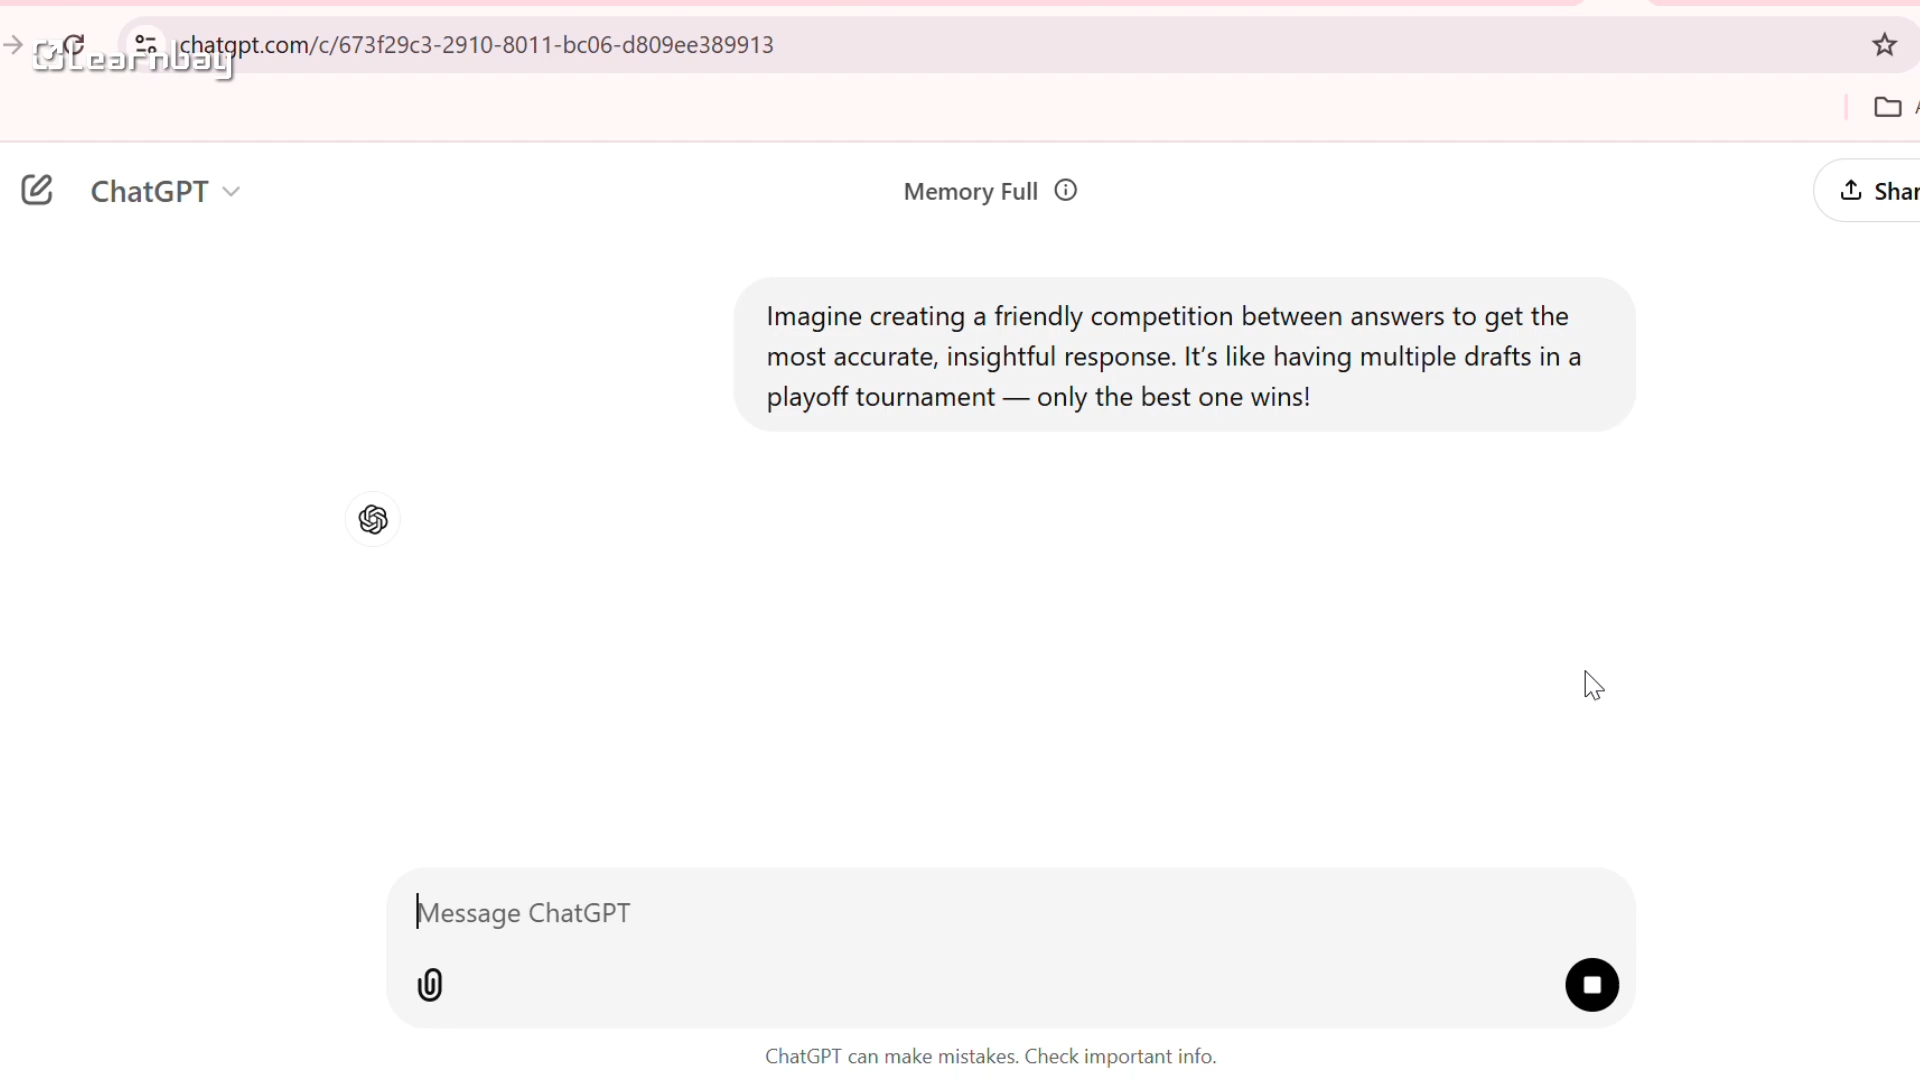 chatgpt.com/c/673f29c3-2910-8011-bc06-d809ee389913
Learnbay
ChatGPT
Memory Full
Shar
Imagine creating a friendly competition between answers to get the
most accurate, insightful response. It's like having multiple drafts in a
playoff tournament — only the best one wins!
Message ChatGPT
ChatGPT can make mistakes. Check important info.